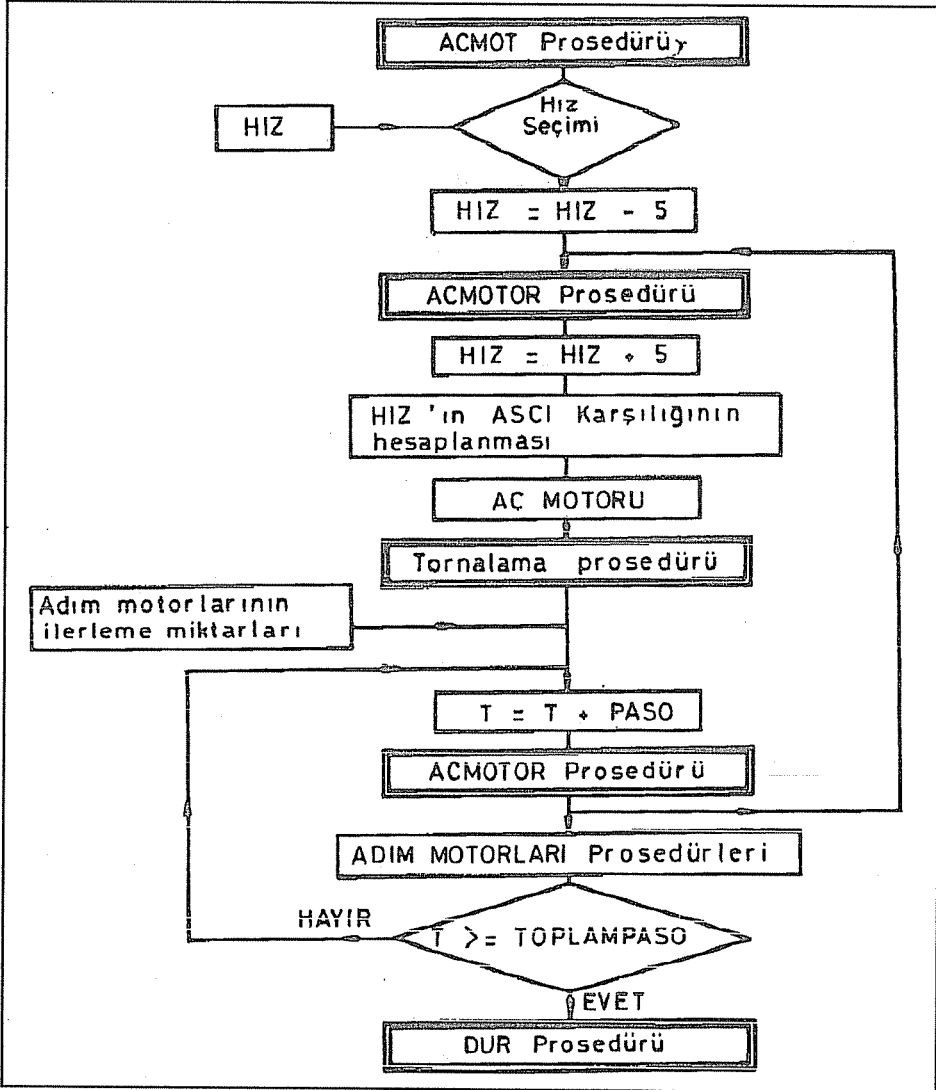 ACMOT Prosedürü
Hız
Seçimi
HIZ
HIZ = HIZ - 5
ACMOTOR Prosedürü
HIZ = HIZ + 5
HIZ 'ın ASCI Karşılığının
hesaplanması
AÇ MOTORU
Tornalama prosedürü
Adım motorlarının
ilerleme miktarları
T = T + PASO
ACMOTOR Prosedürü
ADIM MOTORLARI Prosedürleri
HAYIR
T >= TOPLAMPASO
EVET
DUR Prosedürü